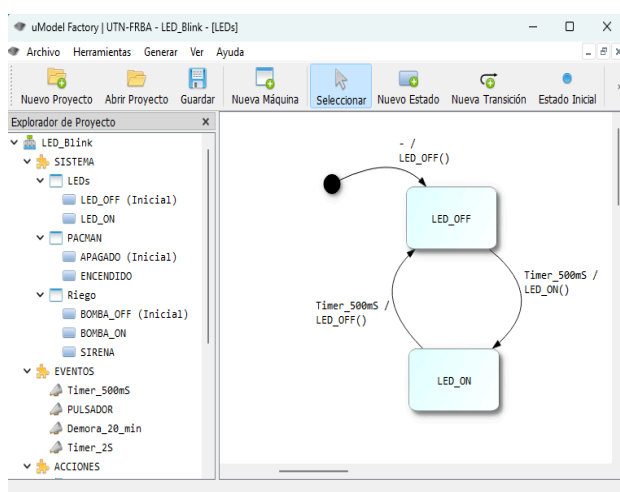 uModel Factory | UTN-FRBA - LED_Blink - [LEDs]
Archivo Herramientas Generar Ver Ayuda
Nuevo Proyecto Abrir Proyecto Guardar Nueva Máquina Seleccionar Nuevo Estado Nueva Transición Estado Inicial
Explorador de Proyecto
LED_Blink
SISTEMA
LEDs
LED_OFF (Inicial)
LED_ON
PACMAN
APAGADO (Inicial)
ENCENDIDO
Riego
BOMBA_OFF (Inicial)
BOMBA_ON
SIRENA
EVENTOS
Timer_500mS
PULSADOR
Demora_20_min
Timer_2S
ACCIONES
- /
LED_OFF()
LED_OFF
Timer_500mS /
LED_ON()
Timer_500mS /
LED_OFF()
LED_ON